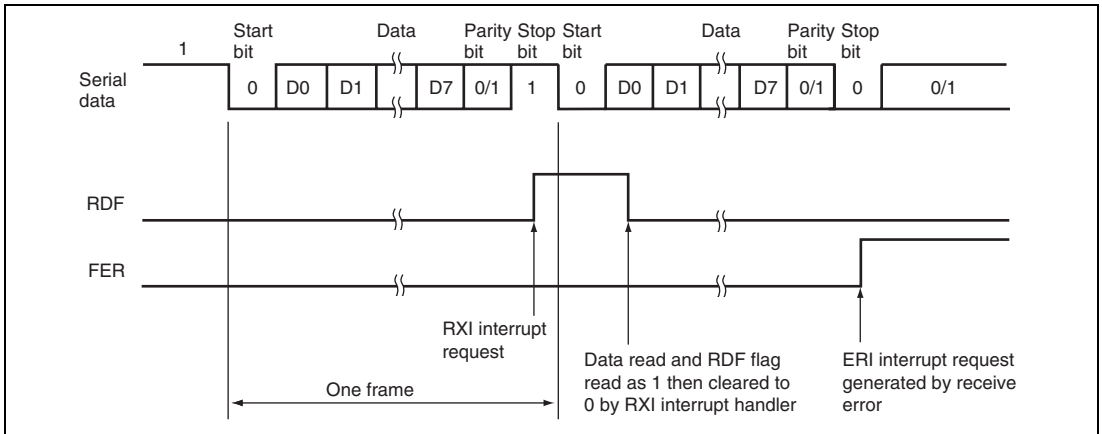 Start bit Data Parity bit Stop bit Start bit Data Parity bit Stop bit
1
Serial data 0 D0 D1 D7 0/1 1 0 D0 D1 D7 0/1 0 0/1
RDF
FER
RXI interrupt
request
Data read and RDF flag
read as 1 then cleared to
0 by RXI interrupt handler
ERI interrupt request
generated by receive
error
One frame